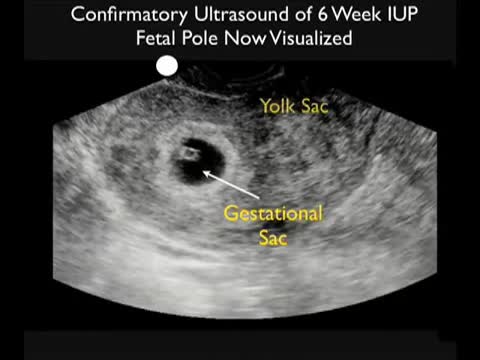 Confirmatory Ultrasound of 6 Week IUP
Fetal Pole Now Visualized
Yolk Sac
Gestational
Sac